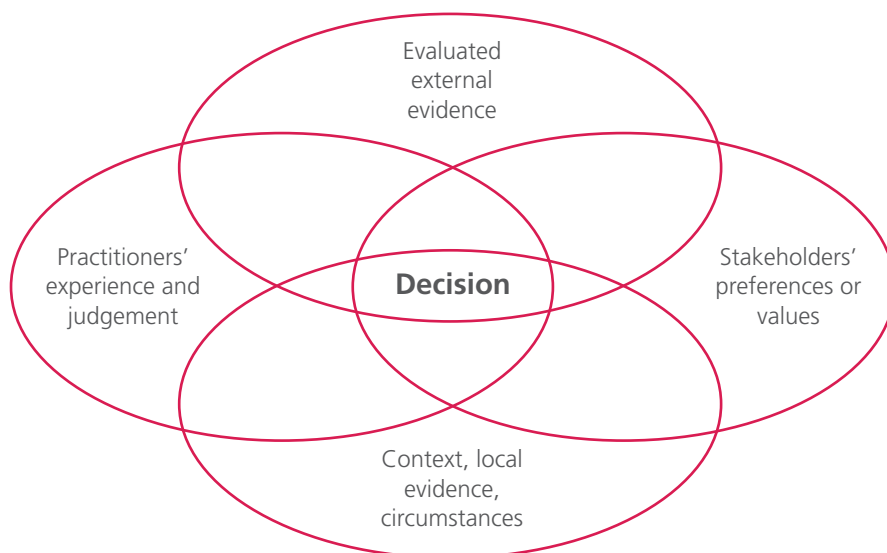 Evaluated
external
evidence
Practitioners’
experience and
judgement
Decision
Stakeholders’
preferences or
values
Context, local
evidence,
circumstances